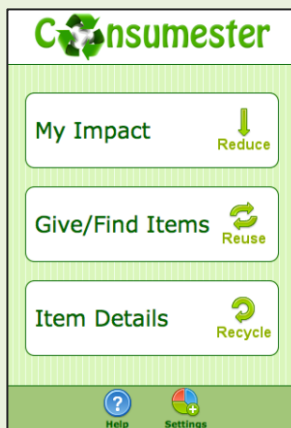 Consumester
My Impact
Reduce
Give/Find Items
Reuse
Item Details
Recycle
?
Help Settings